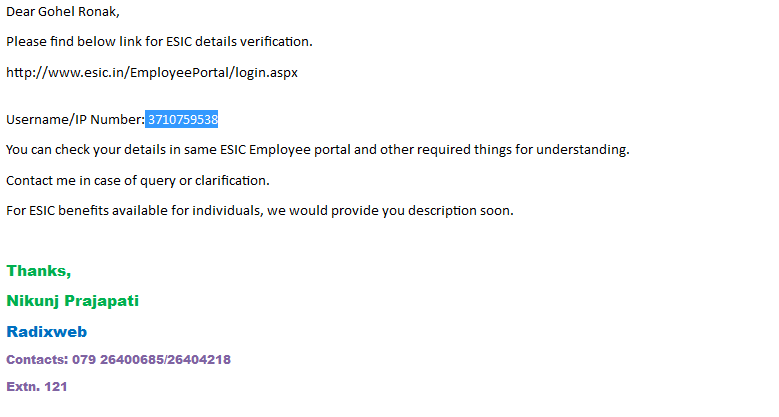 Dear Gohel Ronak,
Please find below link for ESIC details verification.
http://www.esic.in/EmployeePortal/login.aspx
Username/IP Number: 3710759538
You can check your details in same ESIC Employee portal and other required things for understanding.
Contact me in case of query or clarification.
For ESIC benefits available for individuals, we would provide you description soon.
Thanks,
Nikunj Prajapati
Radixweb
Contacts: 079 26400685/26404218
Extn. 121